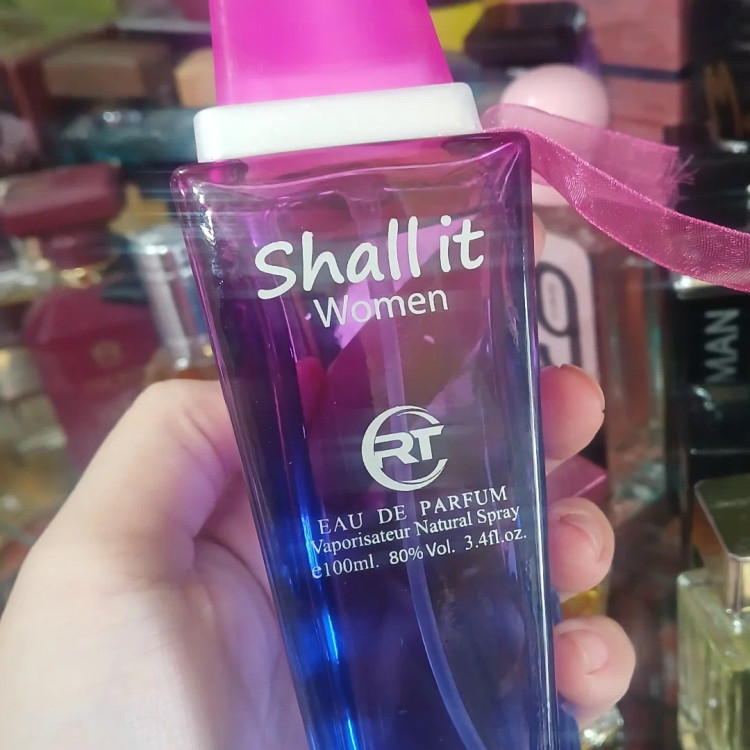 Shall it
Women
RT
EAU DE PARFUM
Vaporisateur Natural Spray
e100ml. 80% Vol. 3.4fl.oz.
MAN